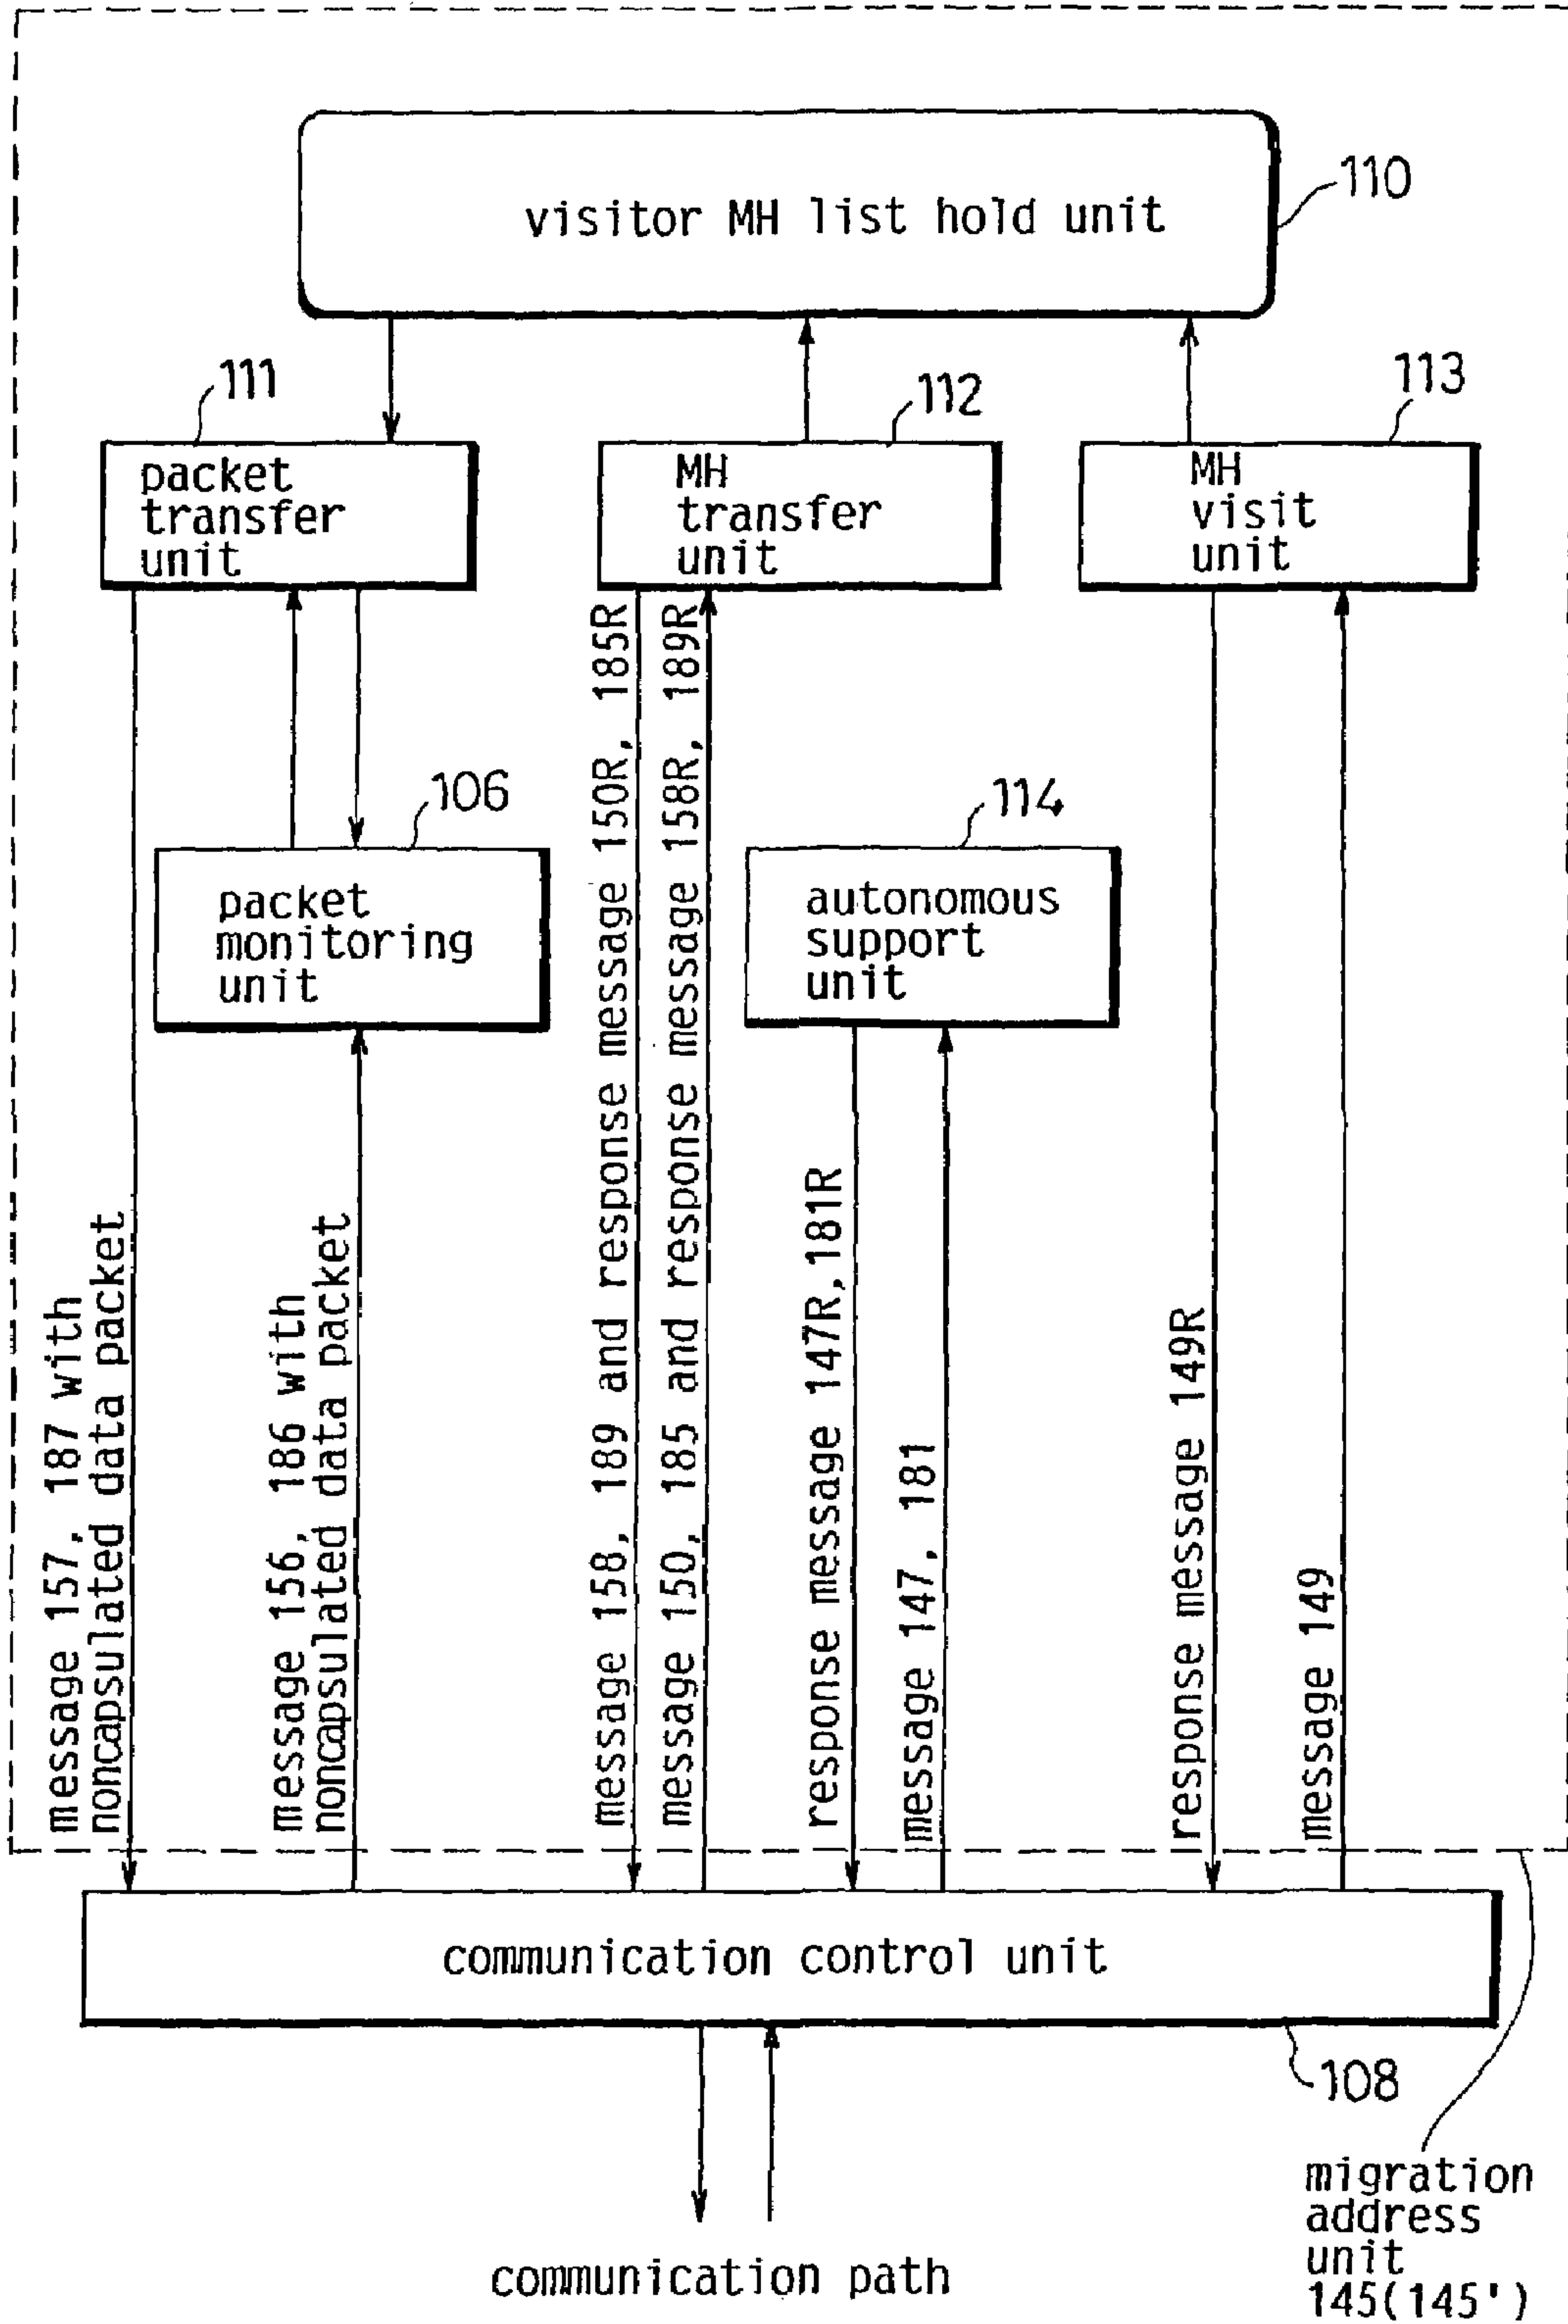 visitor MH list hold unit
110
111
112
113
packet
transfer
unit
MH
transfer
unit
MH
visit
unit
106
114
packet
monitoring
unit
autonomous
support
unit
message 157, 187 with
noncapsulated data packet
message 156, 186 with
noncapsulated data packet
message 158, 189 and response message 150R, 185R
message 150, 185 and response message 158R, 189R
response message 147R,181R
message 147, 181
response message 149R
message 149
communication control unit
108
communication path
migration
address
unit
145(145')